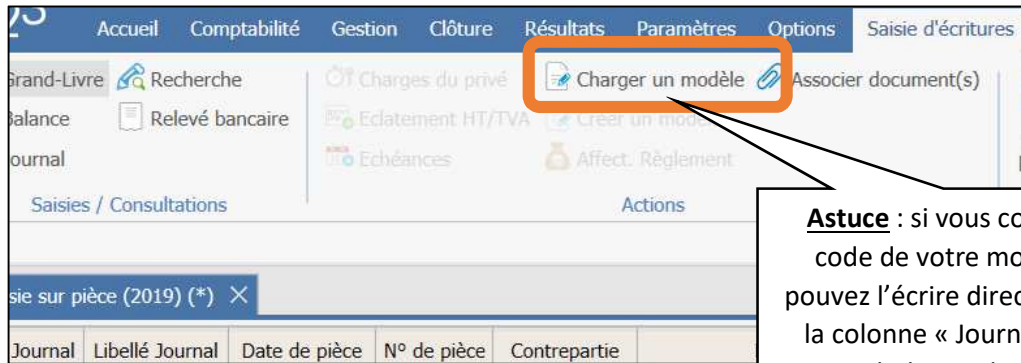 Accueil Comptabilité Gestion Clôture Résultats Paramètres Options Saisie d'écritures
Grand-Livre Recherche Charges du privé Charger un modèle Associer document(s)
Balance Relevé bancaire Eclatement HT/TVA Créer un modèle
Journal Echéances Affect. Règlement
Saisies / Consultations Actions
Astuce : si vous co
code de votre mo
pouvez l'écrire direc
la colonne « Journ
sie sur pièce (2019) (*) ×
Journal Libellé Journal Date de pièce N° de pièce Contrepartie